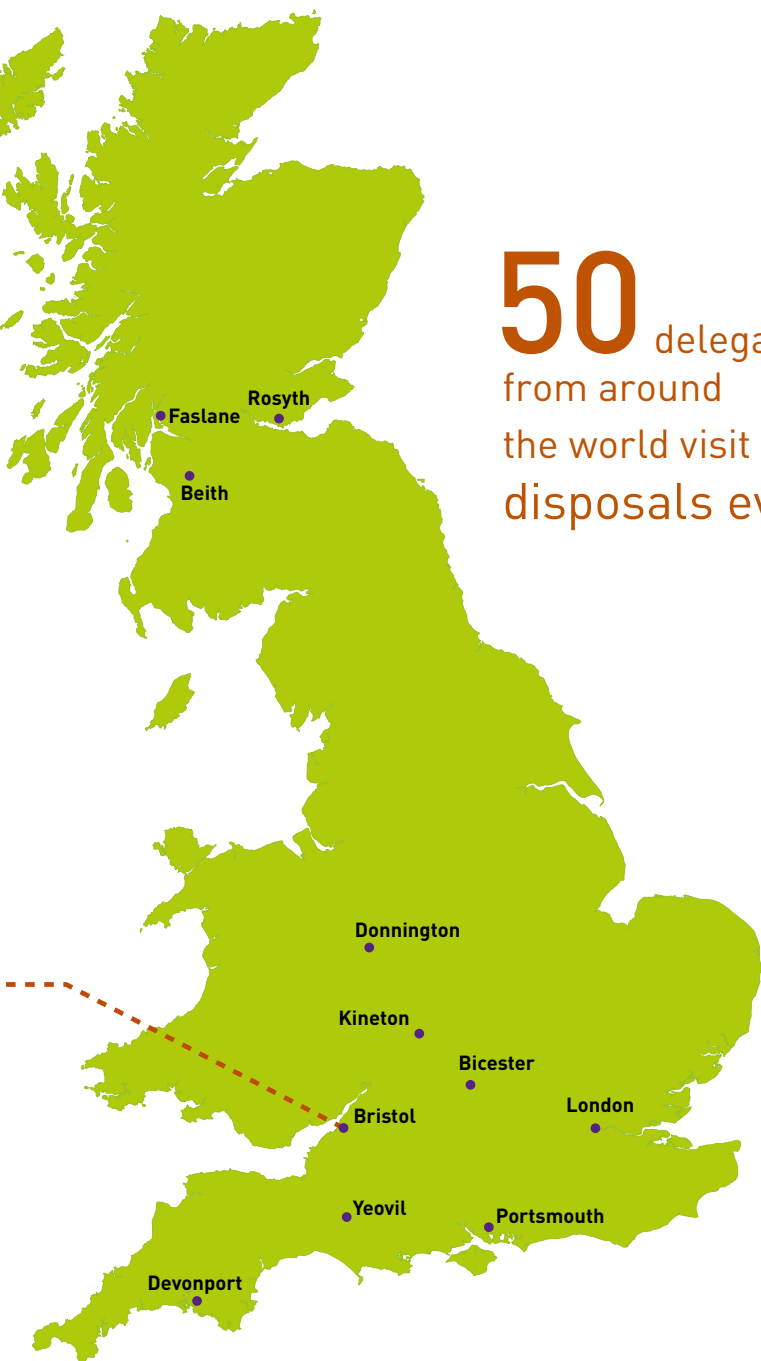 50 delega
from around
the world visit
disposals ev
Rosyth
Faslane
Beith
Donnington
Kineton
Bicester
London
Bristol
Yeovil
Portsmouth
Devonport